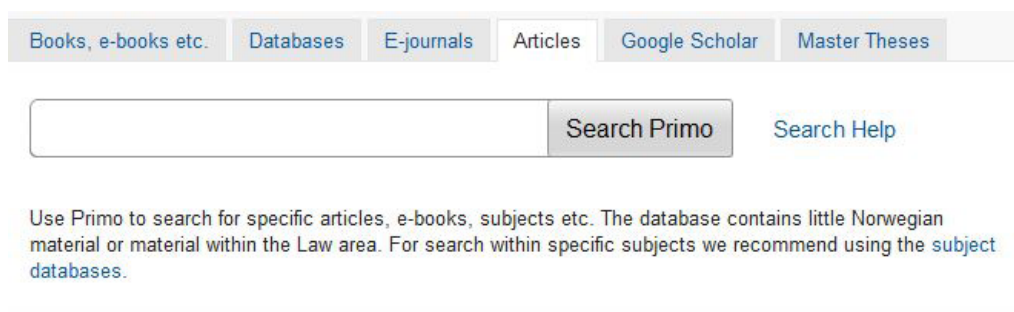 Books, e-books etc. Databases E-journals Articles Google Scholar Master Theses
Search Primo Search Help
Use Primo to search for specific articles, e-books, subjects etc. The database contains little Norwegian
material or material within the Law area. For search within specific subjects we recommend using the subject
databases.